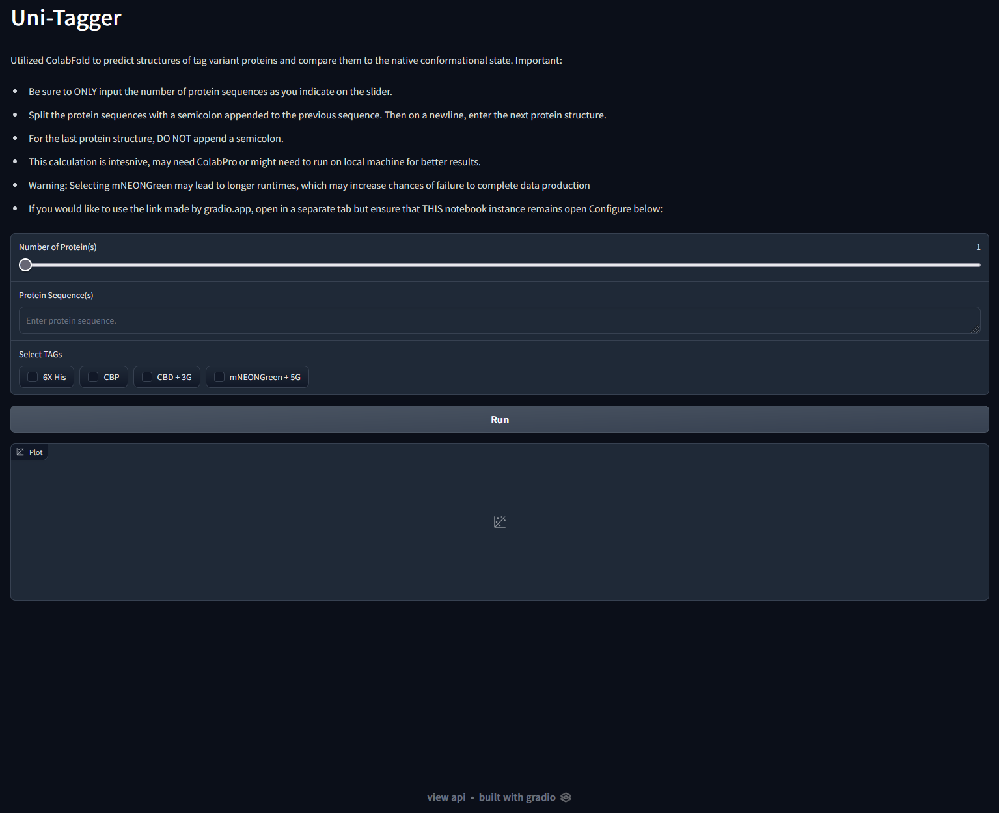 Uni-Tagger
Utilized ColabFold to predict structures of tag variant proteins and compare them to the native conformational state. Important:
Be sure to ONLY input the number of protein sequences as you indicate on the slider.
Split the protein sequences with a semicolon appended to the previous sequence. Then on a newline, enter the next protein structure.
For the last protein structure, DO NOT append a semicolon.
This calculation is intesnive, may need ColabPro or might need to run on local machine for better results.
Warning: Selecting mNEONGreen may lead to longer runtimes, which may increase chances of failure to complete data production
If you would like to use the link made by gradio.app, open in a separate tab but ensure that THIS notebook instance remains open Configure below:
Number of Protein(s) 1
Protein Sequence(s)
Enter protein sequence.
Select TAGs
6X His CBP CBD + 3G mNEONGreen + 5G
Run
Plot
view api • built with gradio